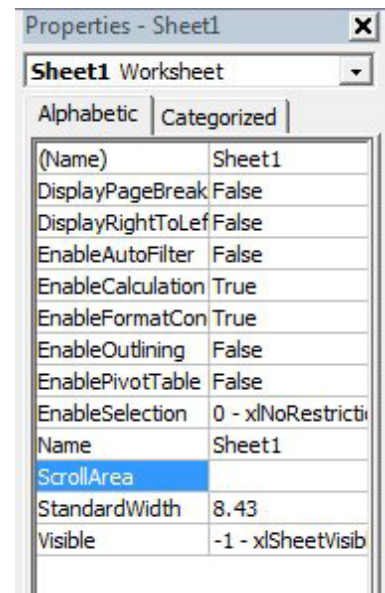 Properties - Sheet1
Sheet1 Worksheet
Alphabetic Categorized
(Name) Sheet1
DisplayPageBreak False
DisplayRightToLef False
EnableAutoFilter False
EnableCalculation True
EnableFormatCon True
EnableOutlining False
EnablePivotTable False
EnableSelection 0 - xlNoRestricti
Name Sheet1
ScrollArea
StandardWidth 8.43
Visible -1 - xlSheetVisib